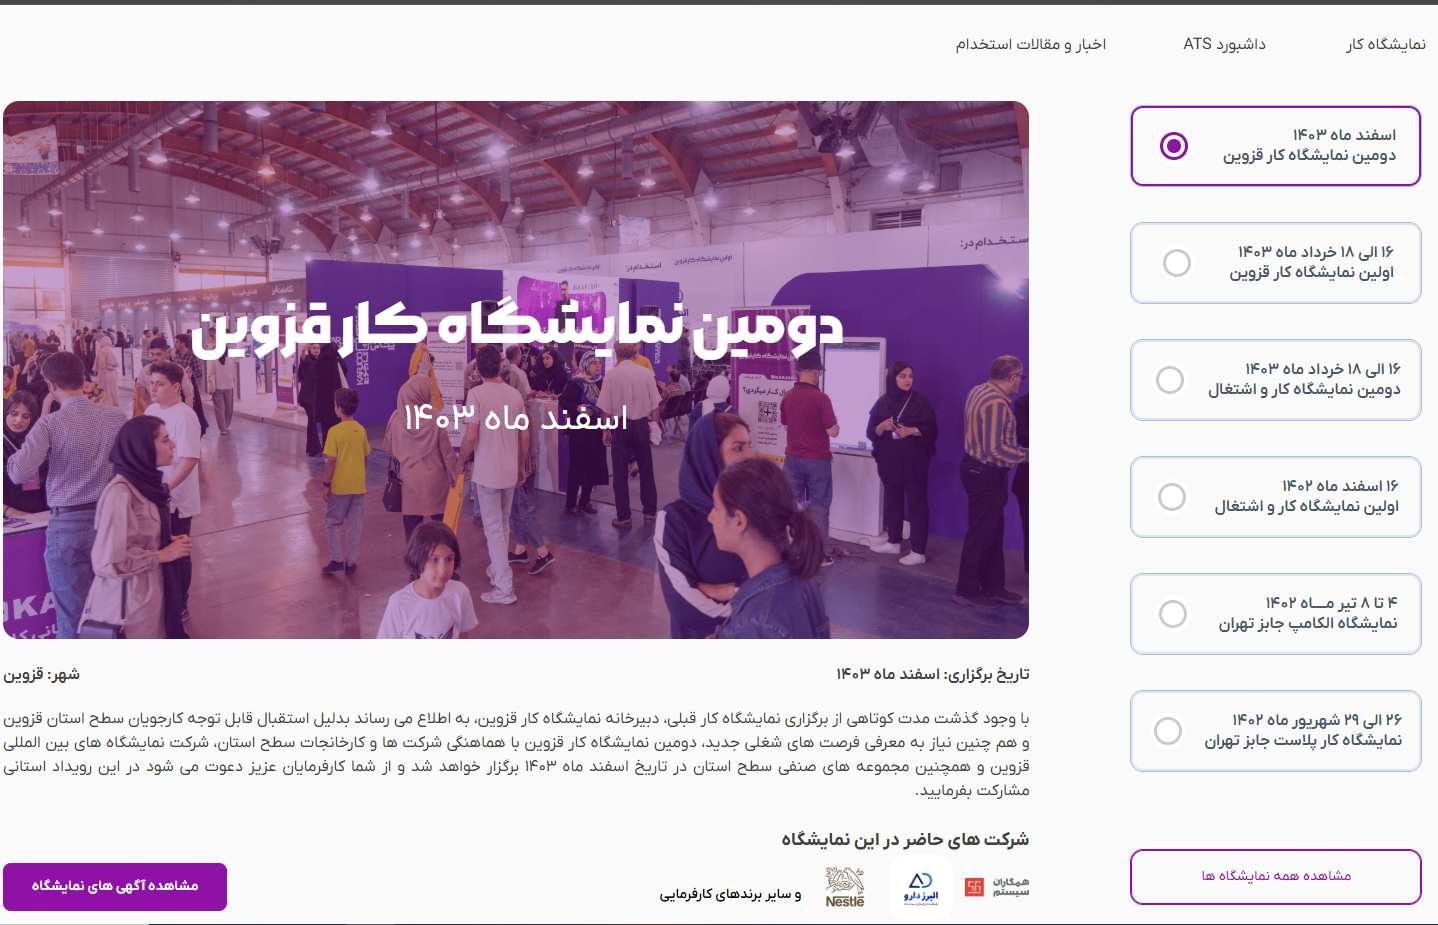 نمایشگاه کار
داشبورد ATS
اخبار و مقالات استخدام
اسفند ماه ۱۴۰۳
دومین نمایشگاه کار قزوین
۱۶ الی ۱۸ خرداد ماه ۱۴۰۳
اولین نمایشگاه کار قزوین
۱۶ الی ۱۸ خرداد ماه ۱۴۰۳
دومین نمایشگاه کار و اشتغال
۱۶ اسفند ماه ۱۴۰۲
اولین نمایشگاه کار و اشتغال
۴ تا ۸ تیر مـــاه ۱۴۰۲
نمایشگاه الکامپ جابز تهران
۲۶ الی ۲۹ شهریور ماه ۱۴۰۲
نمایشگاه کار پلاست جابز تهران
مشاهده همه نمایشگاه ها
ستخدام در:
استخدام در:
اولین نمایشگاه کار قزوین
دومین نمایشگاه کار قزوین
اسفند ماه ۱۴۰۳
تاریخ برگزاری: اسفند ماه ۱۴۰۳
شهر: قزوین
با وجود گذشت مدت کوتاهی از برگزاری نمایشگاه کار قبلی، دبیرخانه نمایشگاه کار قزوین، به اطلاع می رساند بدلیل استقبال قابل توجه کارجویان سطح استان قزوین
و هم چنین نیاز به معرفی فرصت های شغلی جدید، دومین نمایشگاه کار قزوین با هماهنگی شرکت ها و کارخانجات سطح استان، شرکت نمایشگاه های بین المللی
قزوین و همچنین مجموعه های صنفی سطح استان در تاریخ اسفند ماه ۱۴۰۳ برگزار خواهد شد و از شما کارفرمایان عزیز دعوت می شود در این رویداد استانی
مشارکت بفرمایید.
شرکت های حاضر در این نمایشگاه
همکاران
سیستم
البرز دارو
Nestlé
و سایر برندهای کارفرمایی
مشاهده آگهی های نمایشگاه